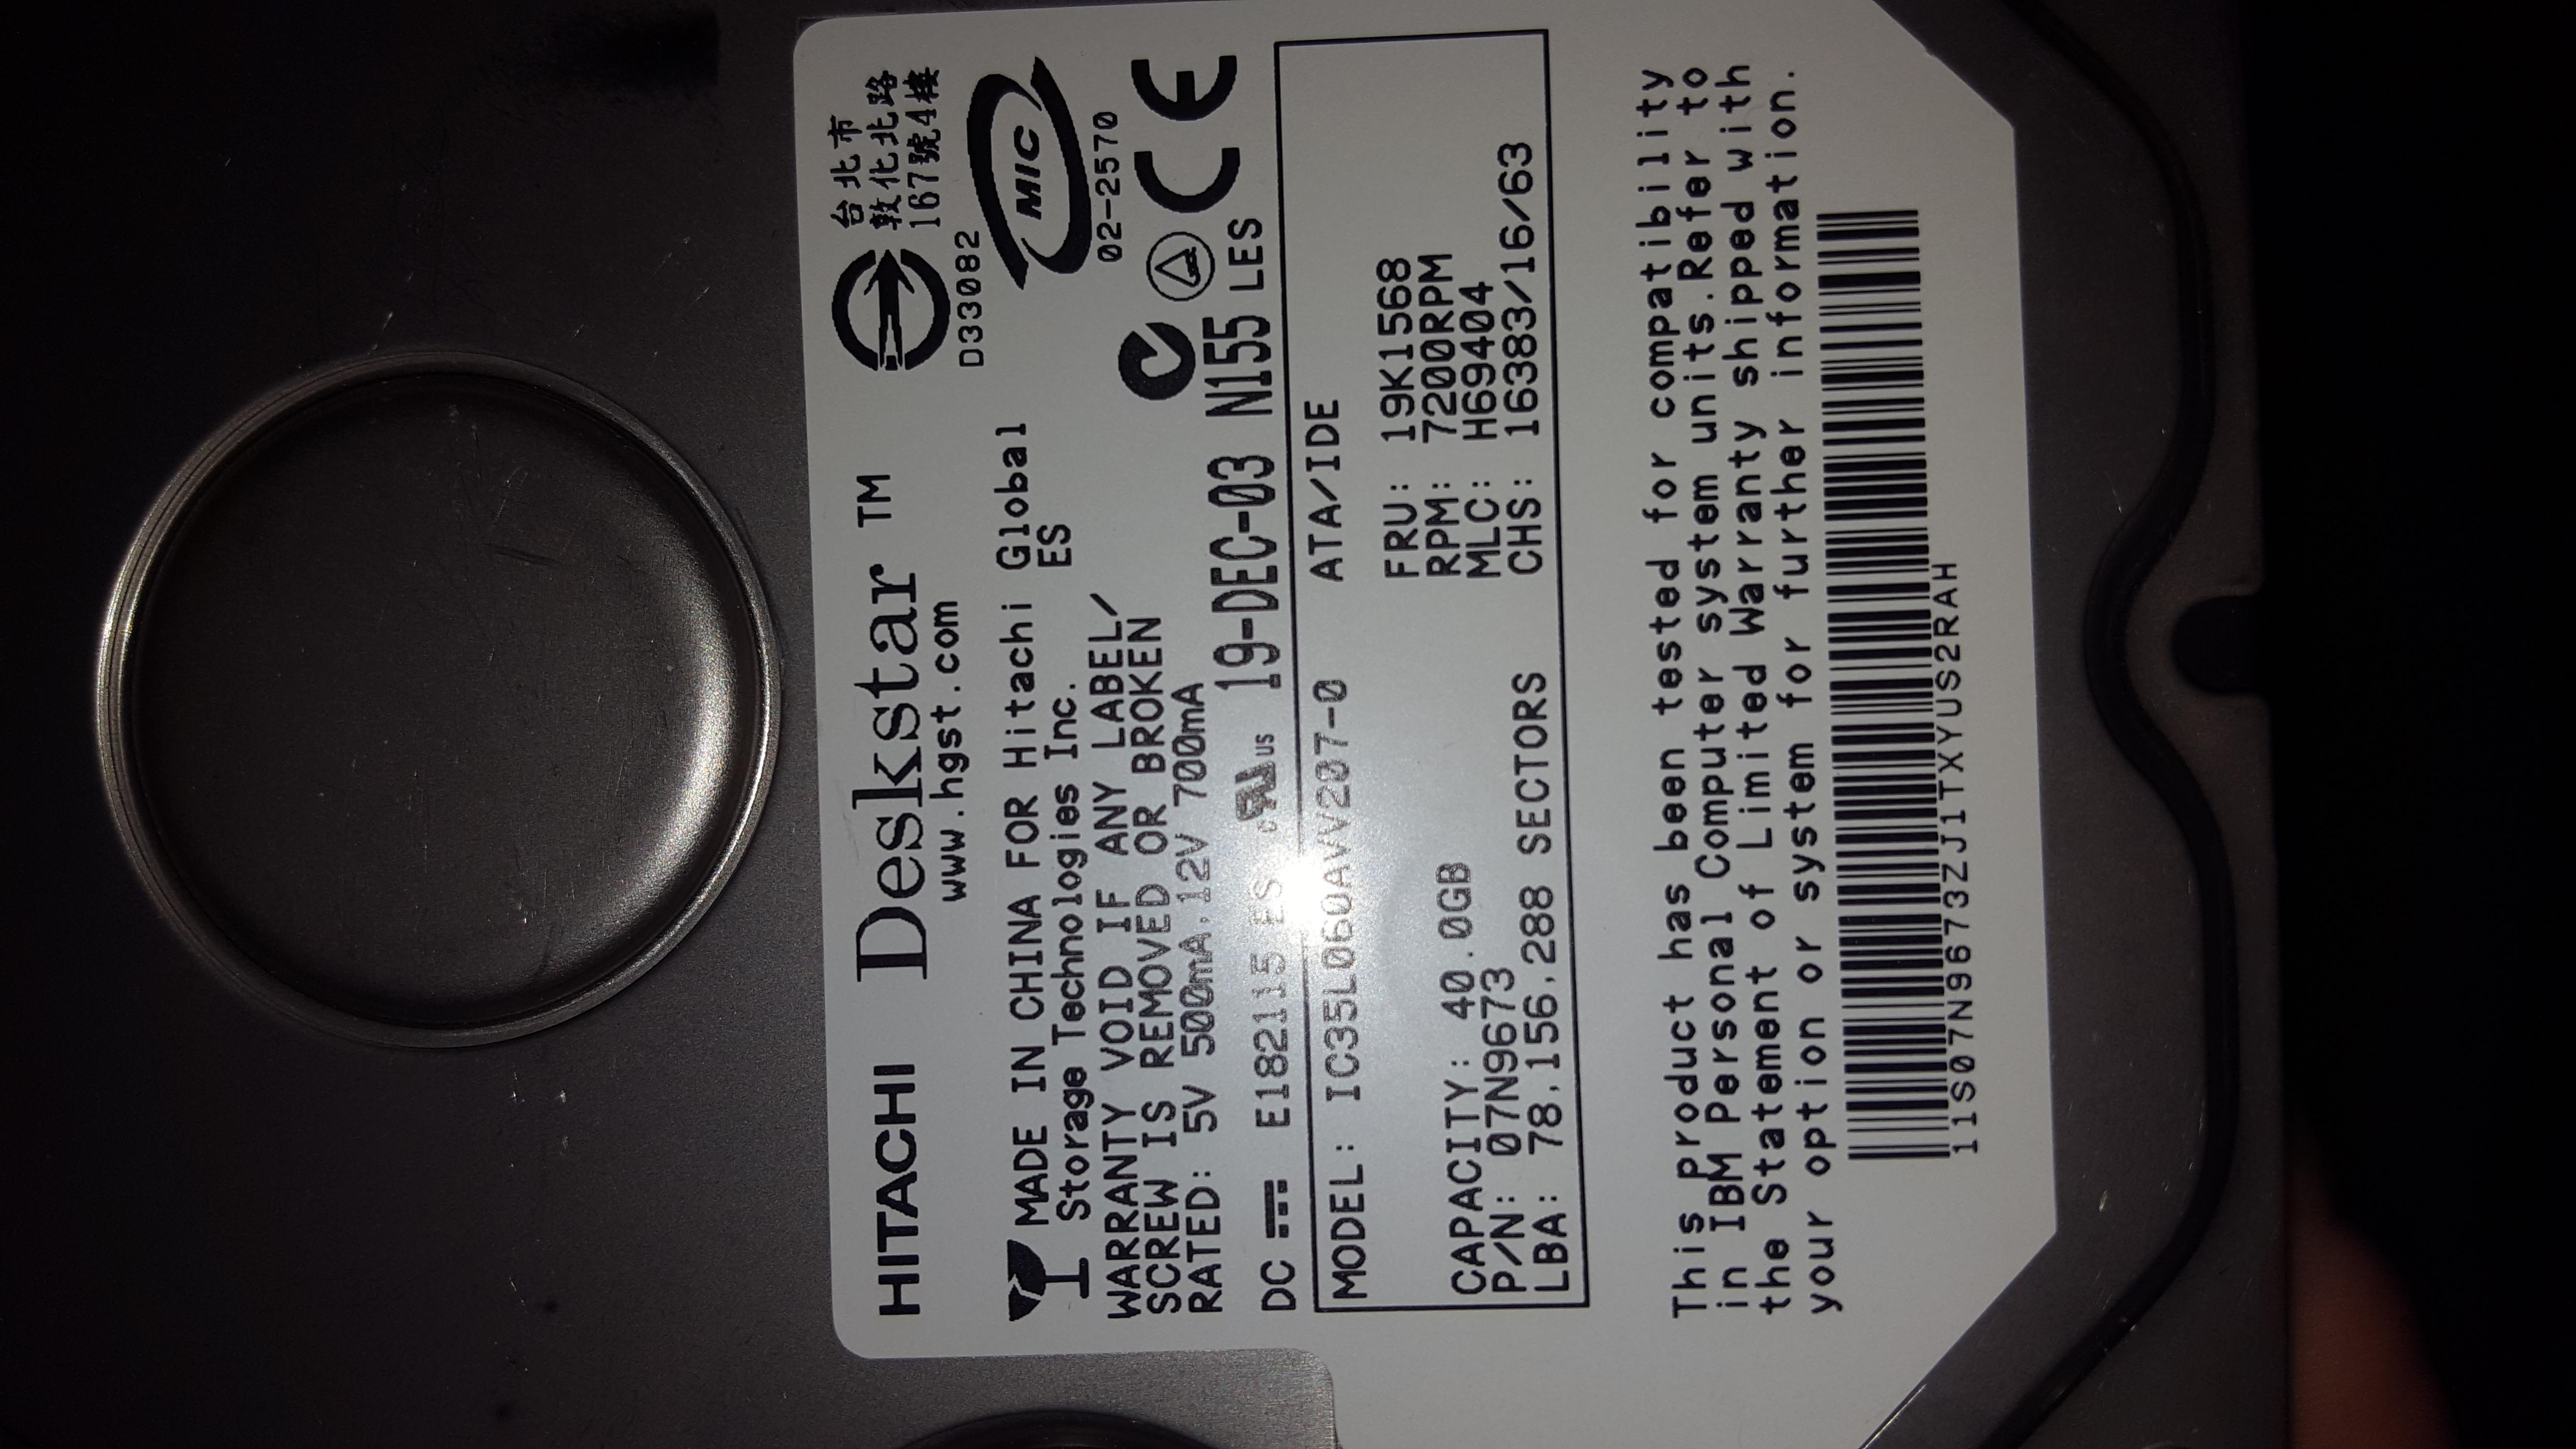 HITACHI Deskstar ™
www.hgst.com
台北市
敦化北路
167號4樓
D33082
MADE IN CHINA FOR Hitachi Global
Storage Technologies Inc. ES
MIC
02-2570
WARRANTY VOID IF ANY LABEL/
SCREW IS REMOVED OR BROKEN
RATED: 5V 500mA,12V 700mA
CE
DC E182115 ES US 19-DEC-03 N155 LES
MODEL: IC35L060AVV207-0 ATA/IDE
CAPACITY: 40.0GB FRU: 19K1568
P/N: 07N9673 RPM: 7200RPM
MLC: H69404
LBA: 78,156,288 SECTORS CHS: 16383/16/63
This product has been tested for compatibility
in IBM Personal Computer system units.Refer to
the Statement of Limited Warranty shipped with
your option or system for further information.
11S07N9673ZJ1TXYUS2RAH